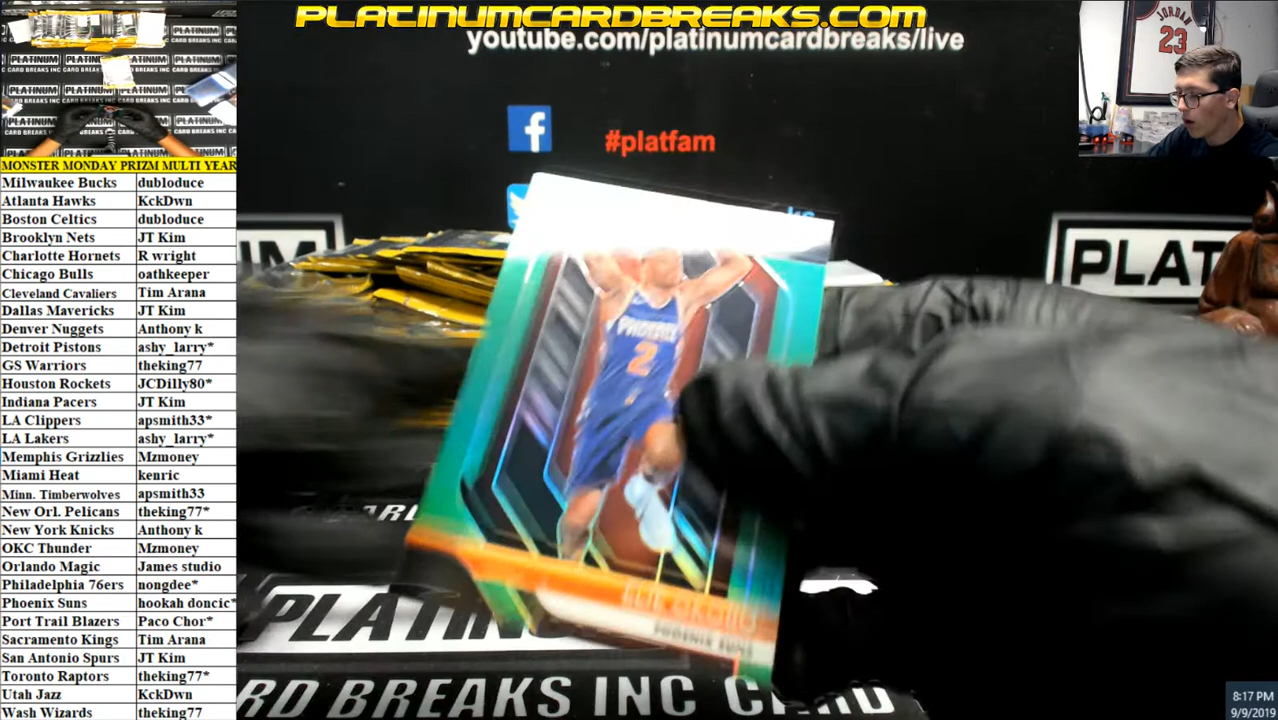 PLATINUMCARDBREAKS.COM
youtube.com/platinumcardbreaks/live
#platfam
JORDAN
23
MONSTER MONDAY PRIZM MULTI YEAR
Milwaukee Bucks dubloduce
Atlanta Hawks KckDwn
Boston Celtics dubloduce
Brooklyn Nets JT Kim
Charlotte Hornets R wright
Chicago Bulls oathkeeper
Cleveland Cavaliers Tim Arana
Dallas Mavericks JT Kim
Denver Nuggets Anthony k
Detroit Pistons ashy_larry*
GS Warriors theking77
Houston Rockets JCDilly80*
Indiana Pacers JT Kim
LA Clippers apsmith33*
LA Lakers ashy_larry*
Memphis Grizzlies Mzmoney
Miami Heat kenric
Minn. Timberwolves apsmith33
New Orl. Pelicans theking77*
New York Knicks Anthony k
OKC Thunder Mzmoney
Orlando Magic James studio
Philadelphia 76ers nongdee*
Phoenix Suns hookah doncic*
Port Trail Blazers Paco Chor*
Sacramento Kings Tim Arana
San Antonio Spurs JT Kim
Toronto Raptors theking77*
Utah Jazz KckDwn
Wash Wizards theking77
PHOENIX
2
ELIE OKOBO
PHOENIX SUNS
PLAT
PLATIN
RD BREAKS INC CA
8:17 PM
9/9/2019